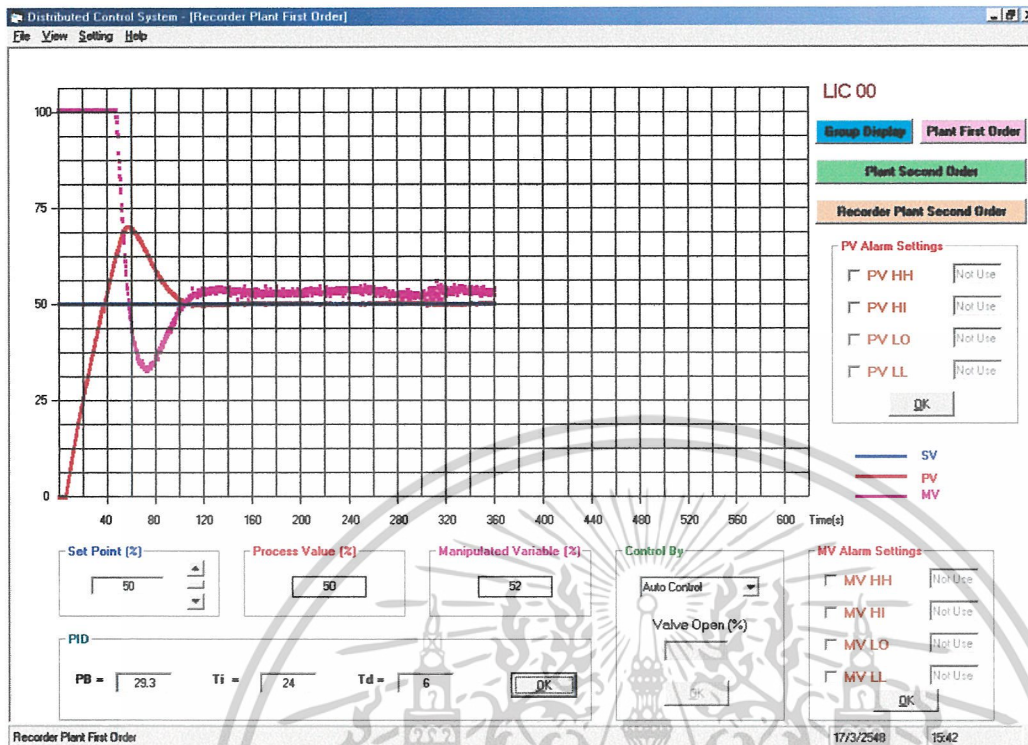 Distributed Control System - [Recorder Plant First Order]
File View Setting Help
LIC 00
Group Display
Plant First Order
Plant Second Order
Recorder Plant Second Order
PV Alarm Settings
PV HH Not Use
PV HI Not Use
PV LO Not Use
PV LL Not Use
OK
SV
PV
MV
100
75
50
25
0
40 80 120 160 200 240 280 320 360 400 440 480 520 560 600 Time(s)
Set Point (%)
50
Process Value (%)
50
Manipulated Variable (%)
52
Control By
Auto Control
Valve Open (%)
OK
MV Alarm Settings
MV HH Not Use
MV HI Not Use
MV LO Not Use
MV LL Not Use
OK
PID
PB = 29.3 Ti = 24 Td = 6 OK
Recorder Plant First Order
17/3/2548 15:42